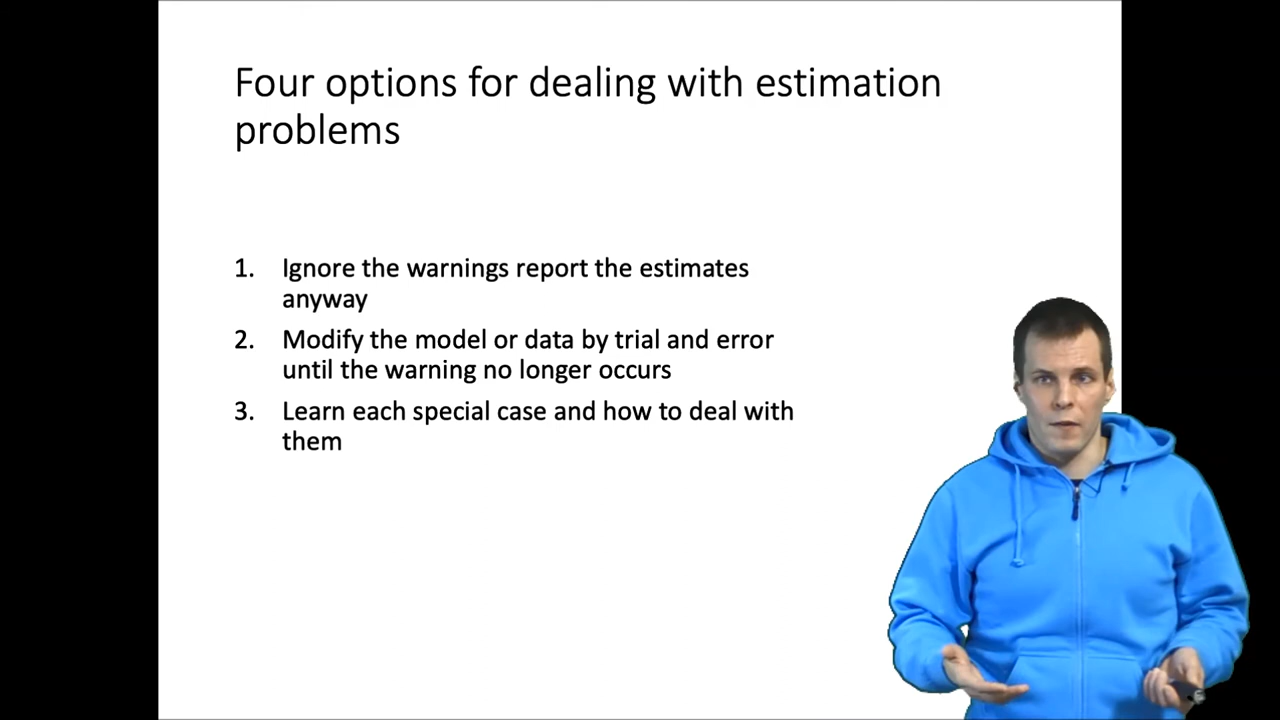 Four options for dealing with estimation
problems
1. Ignore the warnings report the estimates
anyway
2. Modify the model or data by trial and error
until the warning no longer occurs
3. Learn each special case and how to deal with
them